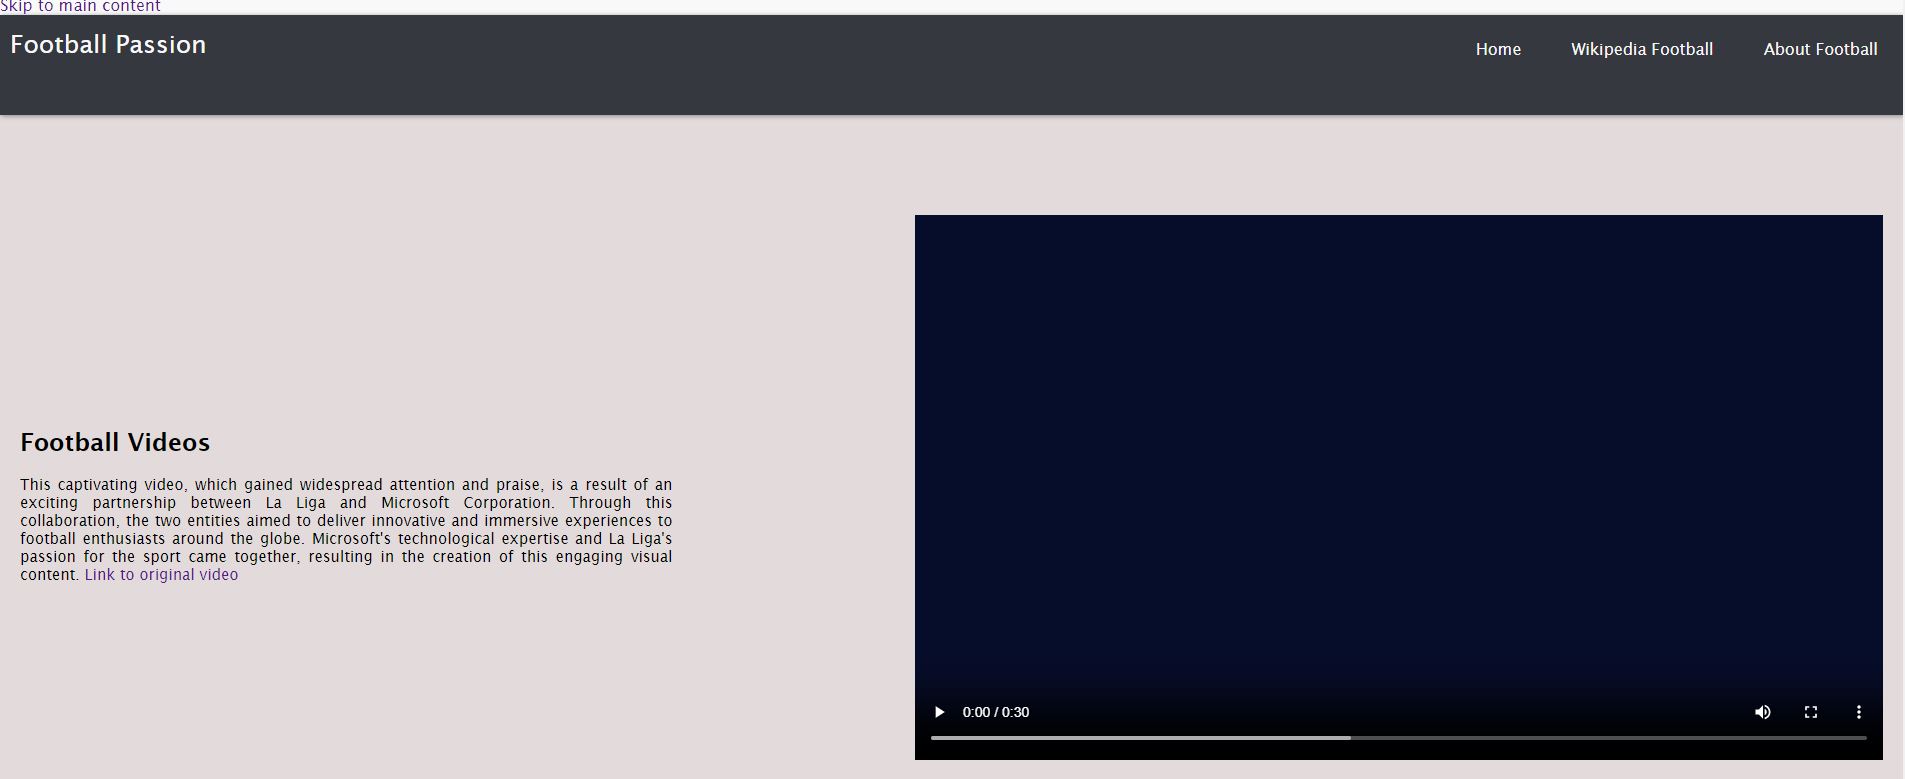 Skip to main content
Football Passion
Home
Wikipedia Football
About Football
Football Videos
This captivating video, which gained widespread attention and praise, is a result of an
exciting partnership between La Liga and Microsoft Corporation. Through this
collaboration, the two entities aimed to deliver innovative and immersive experiences to
football enthusiasts around the globe. Microsoft's technological expertise and La Liga's
passion for the sport came together, resulting in the creation of this engaging visual
content. Link to original video
0:00 / 0:30